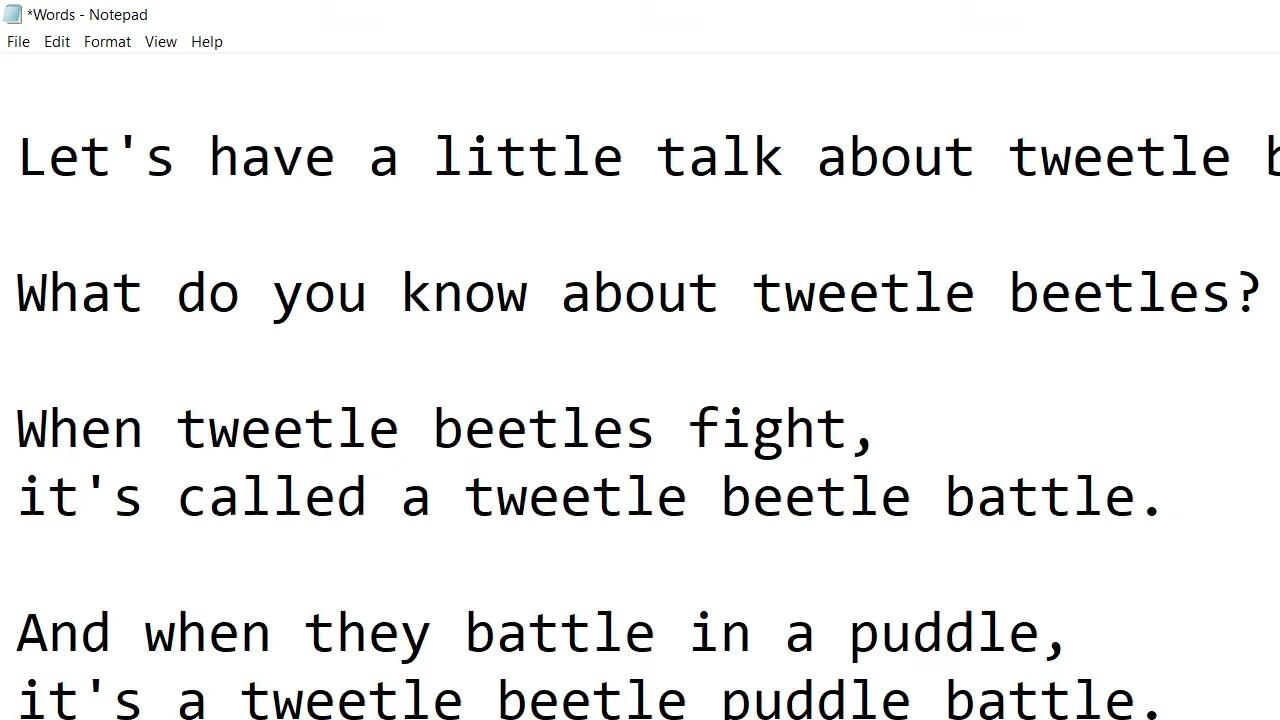 *Words - Notepad
File Edit Format View Help
Let's have a little talk about tweetle
What do you know about tweetle beetles?
When tweetle beetles fight,
it's called a tweetle beetle battle.
And when they battle in a puddle,
it's a tweetle beetle puddle battle.